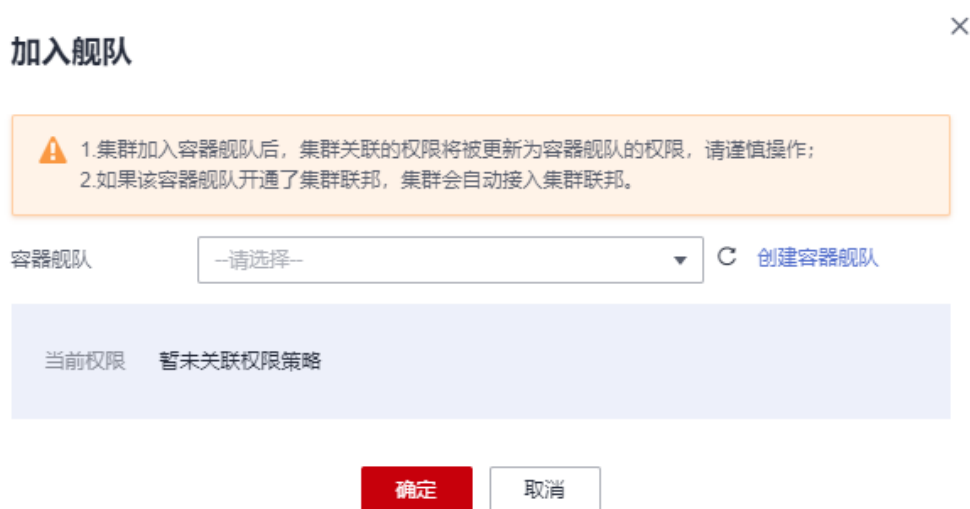 加入舰队
1.集群加入容器舰队后，集群关联的权限将被更新为容器舰队的权限，请谨慎操作；
2.如果该容器舰队开通了集群联邦，集群会自动接入集群联邦。
容器舰队 --请选择-- 创建容器舰队
当前权限 暂未关联权限策略
确定 取消